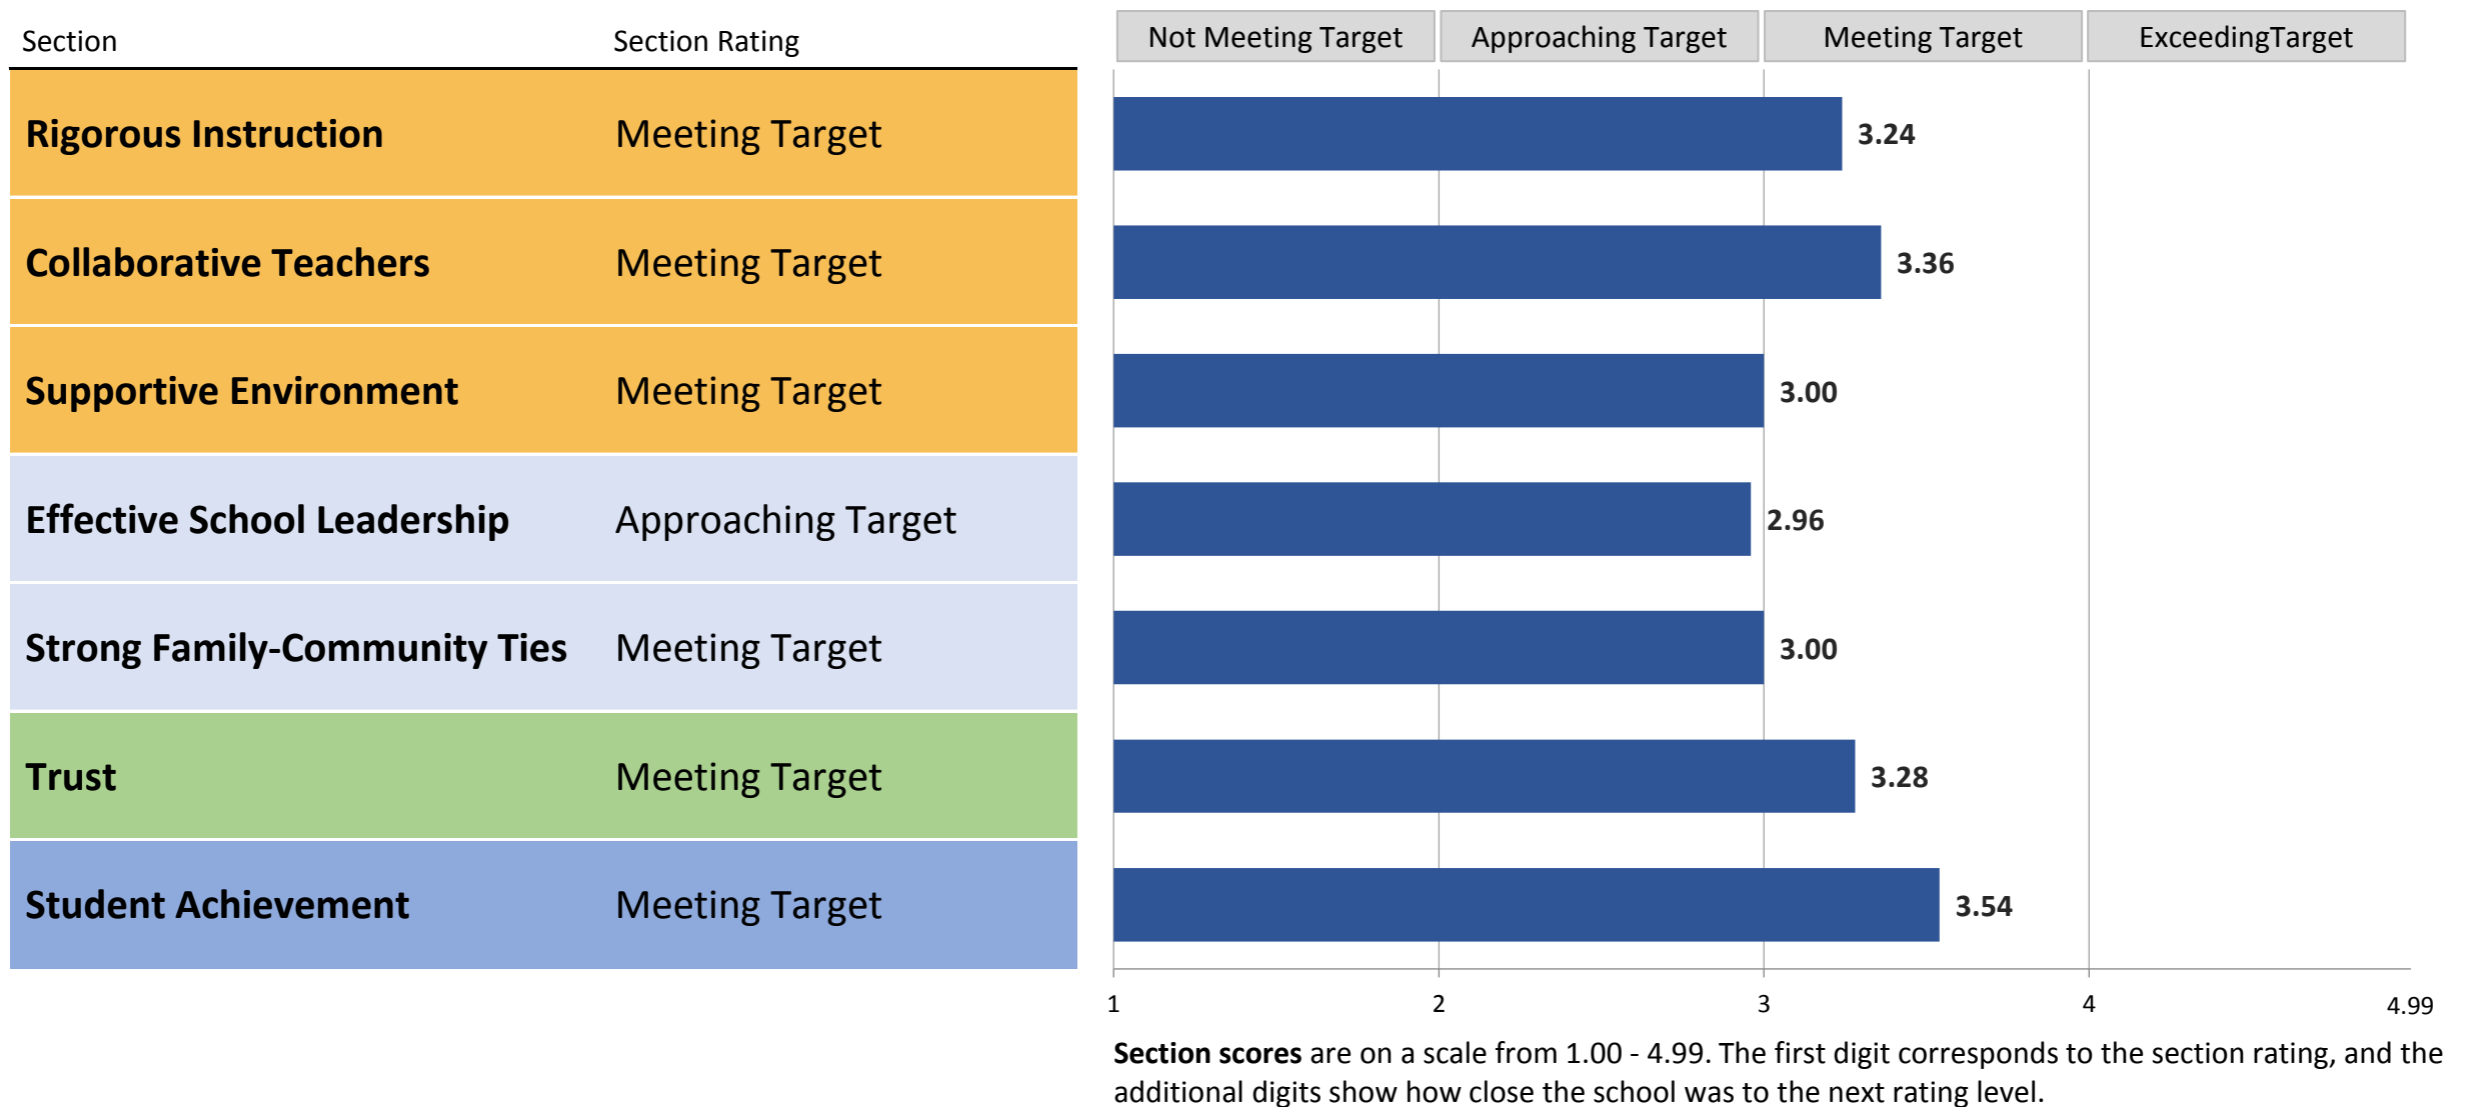 Section Section Rating Not Meeting Target Approaching Target Meeting Target ExceedingTarget
Rigorous Instruction Meeting Target 3.24
Collaborative Teachers Meeting Target 3.36
Supportive Environment Meeting Target 3.00
Effective School Leadership Approaching Target 2.96
Strong Family-Community Ties Meeting Target 3.00
Trust Meeting Target 3.28
Student Achievement Meeting Target 3.54
1 2 3 4 4.99
Section scores are on a scale from 1.00 - 4.99. The first digit corresponds to the section rating, and the
additional digits show how close the school was to the next rating level.